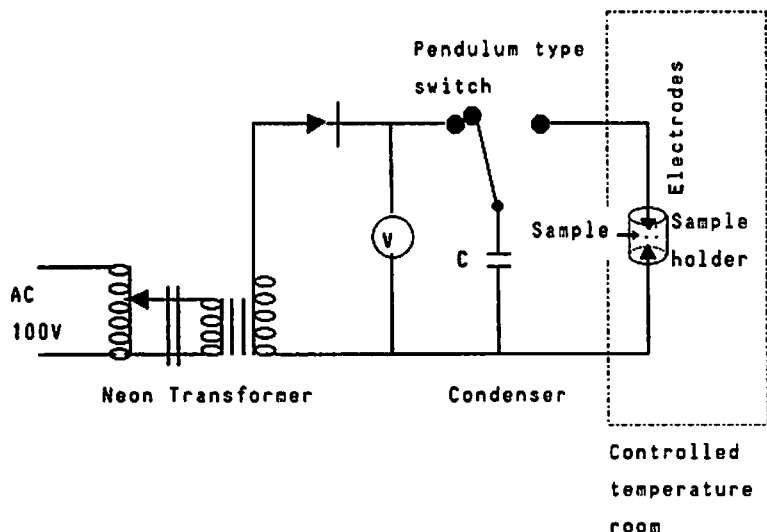 Pendulum type
switch
Electrodes
Sample
Sample
holder
V
C
AC
100V
Neon Transformer
Condenser
Controlled
temperature
room